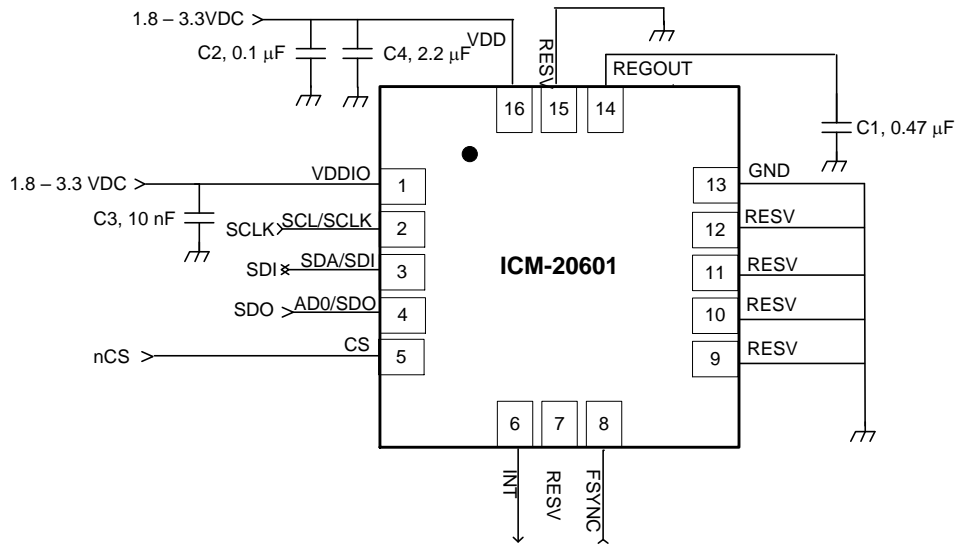 1.8 – 3.3VDC
C2, 0.1 µF
C4, 2.2 µF
VDD
RESV
REGOUT
C1, 0.47 µF
16
15
14
1.8 – 3.3 VDC
VDDIO
1
C3, 10 nF
SCLK
SCL/SCLK
2
SDI
SDA/SDI
3
SDO
AD0/SDO
4
nCS
CS
5
ICM-20601
13
GND
12
RESV
11
RESV
10
RESV
9
RESV
6
7
8
INT
RESV
FSYNC